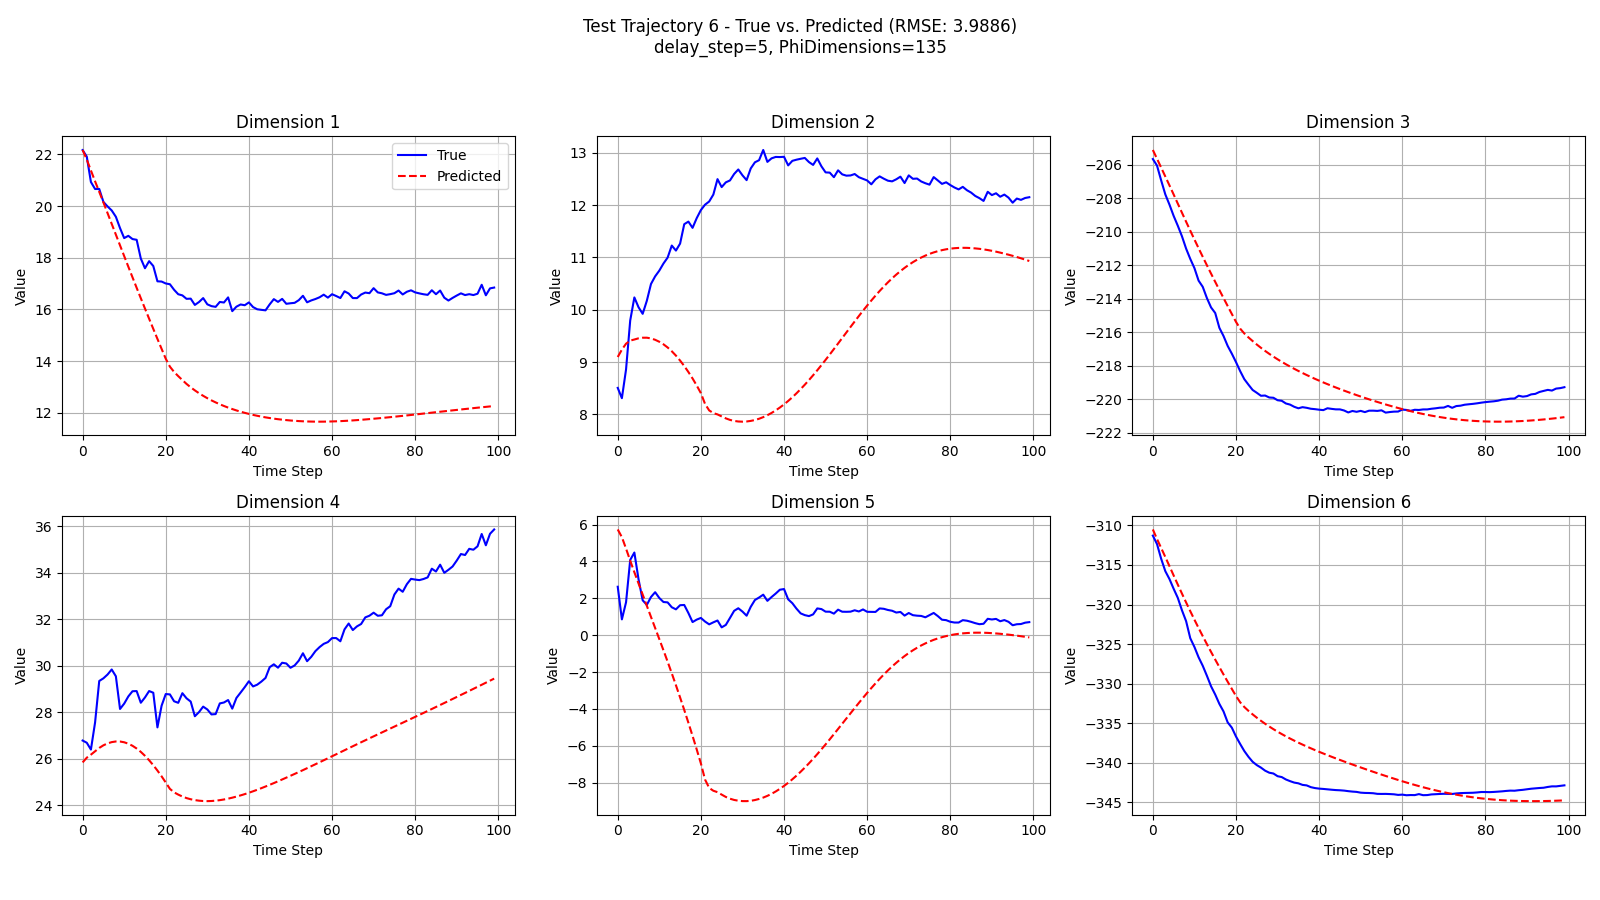 Test Trajectory 6 - True vs. Predicted (RMSE: 3.9886)
delay_step=5, PhiDimensions=135
Dimension 1
Value
22
20
18
16
14
12
0 20 40 60 80 100
Time Step
True
Predicted
Dimension 2
Value
13
12
11
10
9
8
0 20 40 60 80 100
Time Step
Dimension 3
Value
−206
−208
−210
−212
−214
−216
−218
−220
−222
0 20 40 60 80 100
Time Step
Dimension 4
Value
36
34
32
30
28
26
24
0 20 40 60 80 100
Time Step
Dimension 5
Value
6
4
2
0
−2
−4
−6
−8
0 20 40 60 80 100
Time Step
Dimension 6
Value
−310
−315
−320
−325
−330
−335
−340
−345
0 20 40 60 80 100
Time Step